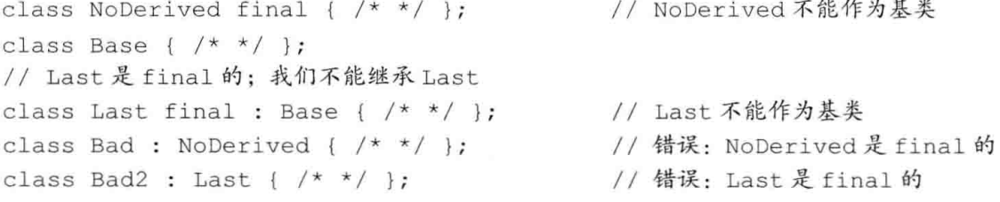 class NoDerived final { /* */ }; // NoDerived 不能作为基类
class Base { /* */ };
// Last 是 final 的；我们不能继承 Last
class Last final : Base { /* */ }; // Last 不能作为基类
class Bad : NoDerived { /* */ }; // 错误：NoDerived 是 final 的
class Bad2 : Last { /* */ }; // 错误：Last 是 final 的